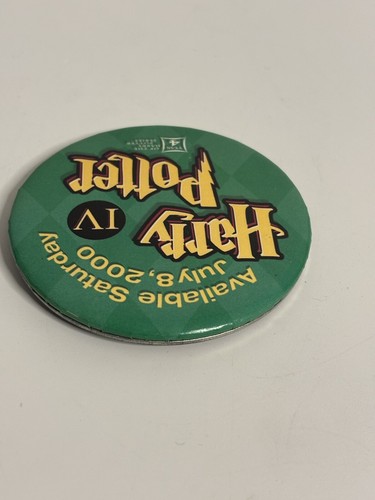 Available Saturday
July 8, 2000
Harry
IV
Potter